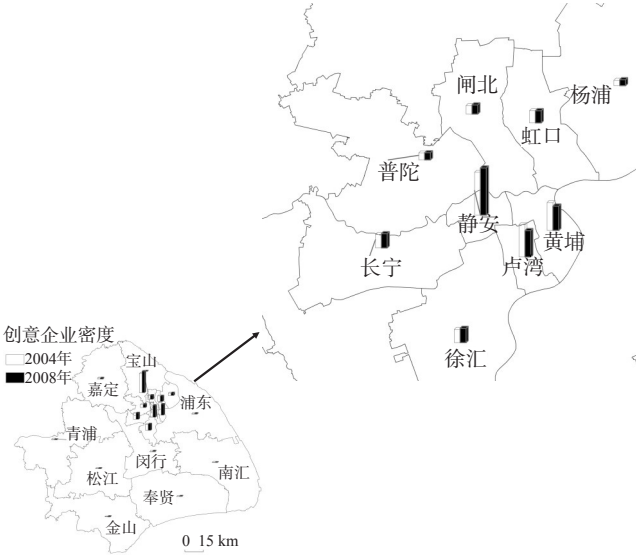 闸北
杨浦
虹口
普陀
静安
黄埔
卢湾
长宁
徐汇
创意企业密度
2004年
2008年
宝山
嘉定
浦东
青浦
闵行
南汇
松江
奉贤
金山
0 15 km